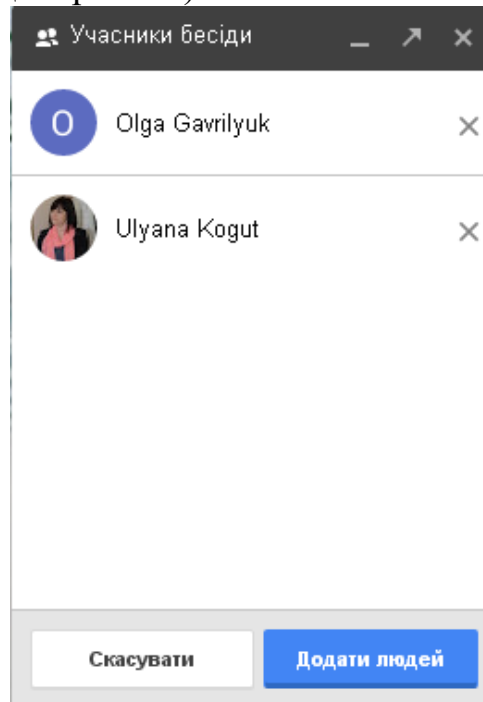 Учасники бесіди
O
Olga Gavrilyuk
Ulyana Kogut
Скасувати Додати людей